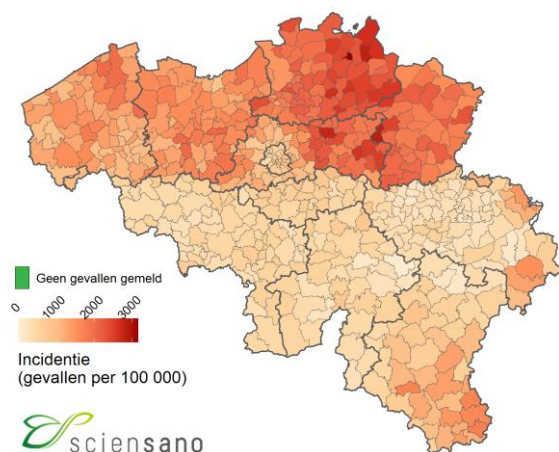 Geen gevallen gemeld
0 1000 2000 3000
Incidentie
(gevallen per 100 000)
sciensano